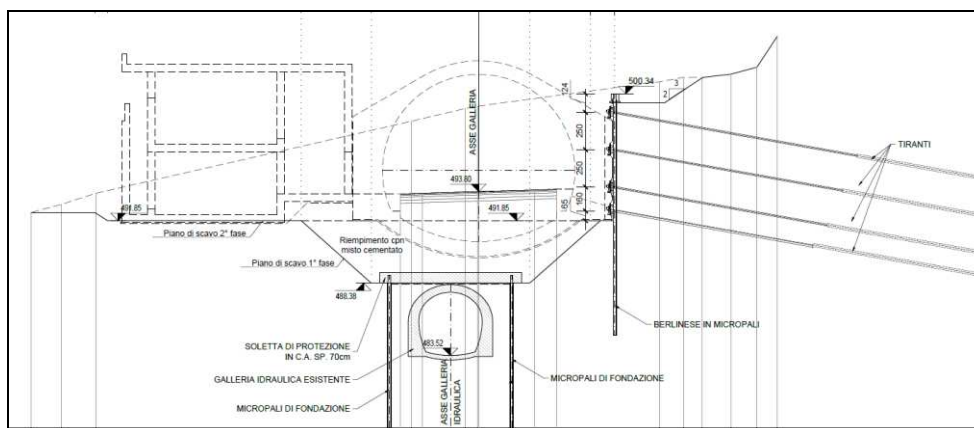 ASSE GALLERIA
124
500.34
3
2
250
250
160
165
TIRANTI
493.80
491.85
491.85
Piano di scavo 2° fase
Riempimento con
misto cementato
Piano di scavo 1° fase
488.38
SOLETTA DI PROTEZIONE
IN C.A. SP. 70cm
483.52
BERLINESE IN MICROPALI
GALLERIA IDRAULICA ESISTENTE
MICROPALI DI FONDAZIONE
MICROPALI DI FONDAZIONE
ASSE GALLERIA
IDRAULICA